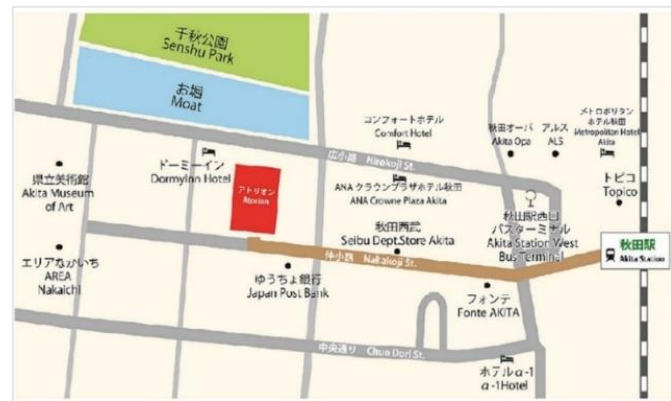 千秋公園
Senshu Park
お堀
Moat
コンフォートホテル
Comfort Hotel
秋田オーパ
Akita Opa
アルス
ALS
メトロポリタン
ホテル秋田
Metropolitan Hotel
Akita
広小路 Hirokoji St.
ドーミーイン
DormyInn Hotel
県立美術館
Akita Museum
of Art
アトリオン
Atorion
ANA クラウンプラザホテル秋田
ANA Crowne Plaza Akita
トピコ
Topico
秋田西武
Seibu Dept.Store Akita
秋田駅西口
バスターミナル
Akita Station West
Bus Terminal
秋田駅
Akita Station
エリアなかいち
AREA
Nakaichi
仲小路 Nakakoji St.
ゆうちょ銀行
Japan Post Bank
フォンテ
Fonte AKITA
中央通り Chuo Dori St.
ホテルα-1
α-1Hotel